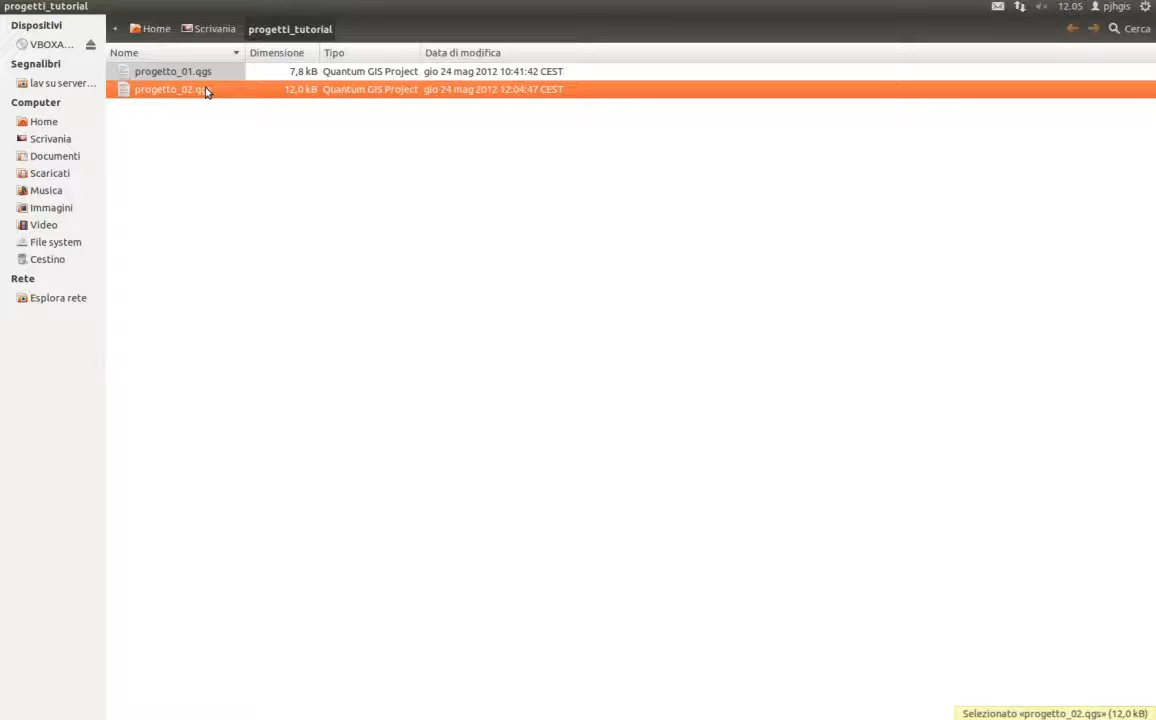 progetti_tutorial 12.05 pjhgis
Dispositivi
VBOXA...
Segnalibri
lav su server...
Computer
Home
Scrivania
Documenti
Scaricati
Musica
Immagini
Video
File system
Cestino
Rete
Esplora rete
Home Scrivania progetti_tutorial Cerca
Nome Dimensione Tipo Data di modifica
progetto_01.qgs 7,8 kB Quantum GIS Project gio 24 mag 2012 10:41:42 CEST
progetto_02.qgs 12,0 kB Quantum GIS Project gio 24 mag 2012 12:04:47 CEST
Selezionato «progetto_02.qgs» (12,0 kB)